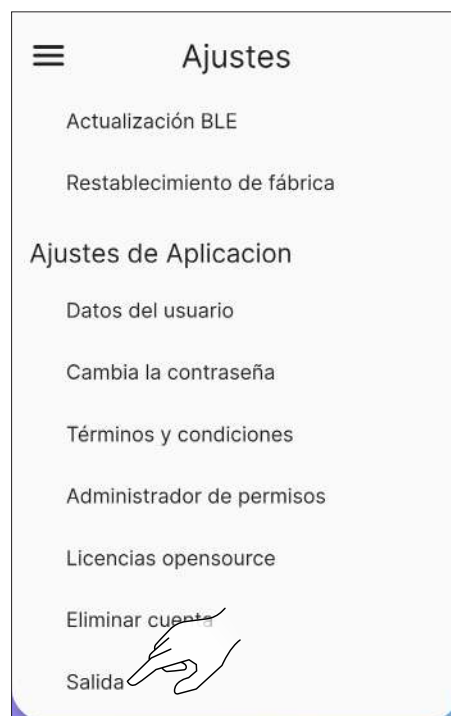 Ajustes
Actualización BLE
Restablecimiento de fábrica
Ajustes de Aplicacion
Datos del usuario
Cambia la contraseña
Términos y condiciones
Administrador de permisos
Licencias opensource
Eliminar cuenta
Salida